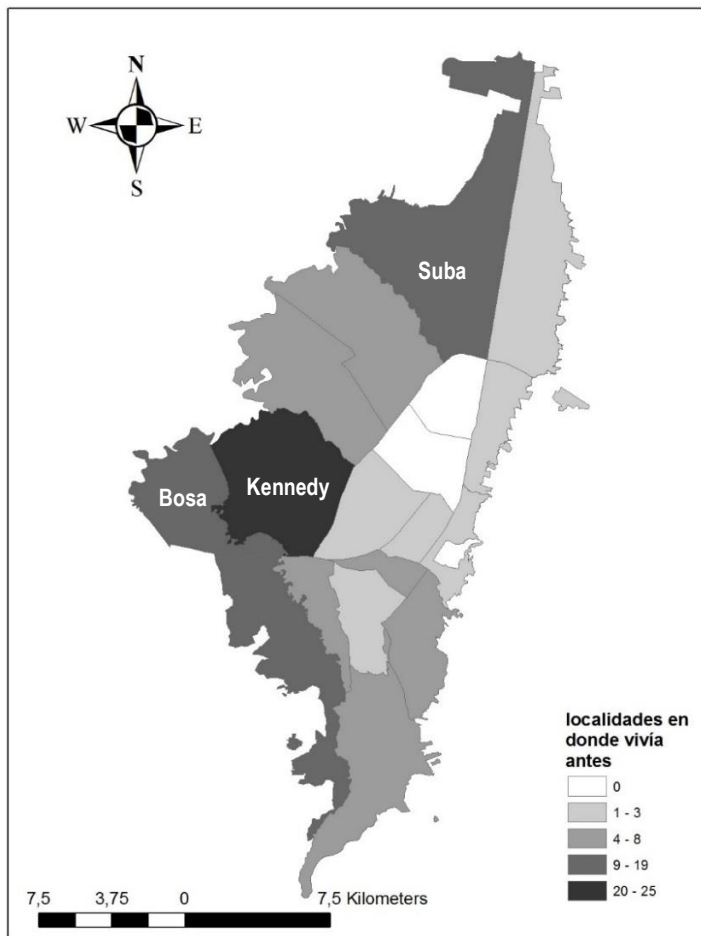 N
W E
S
Suba
Kennedy
Bosa
localidades en
donde vivía
antes
0
1 - 3
4 - 8
9 - 19
20 - 25
7,5 3,75 0 7,5 Kilometers